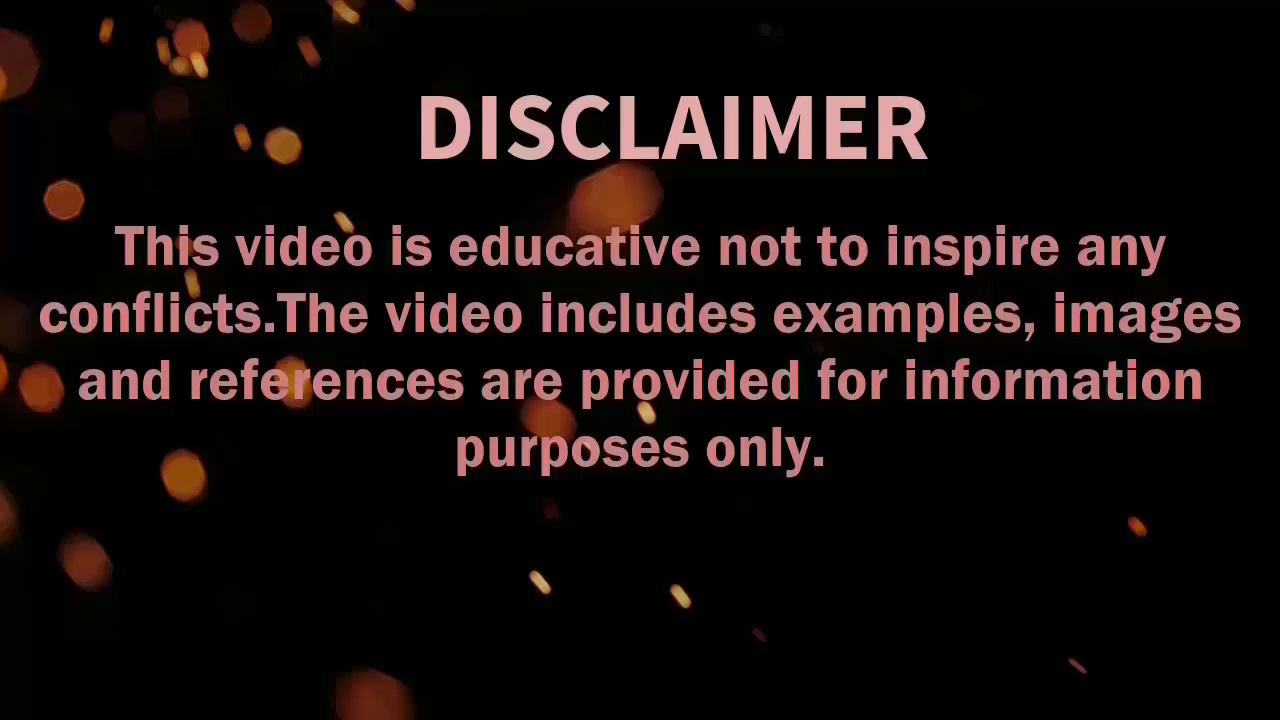 DISCLAIMER
This video is educative not to inspire any
conflicts.The video includes examples, images
and references are provided for information
purposes only.